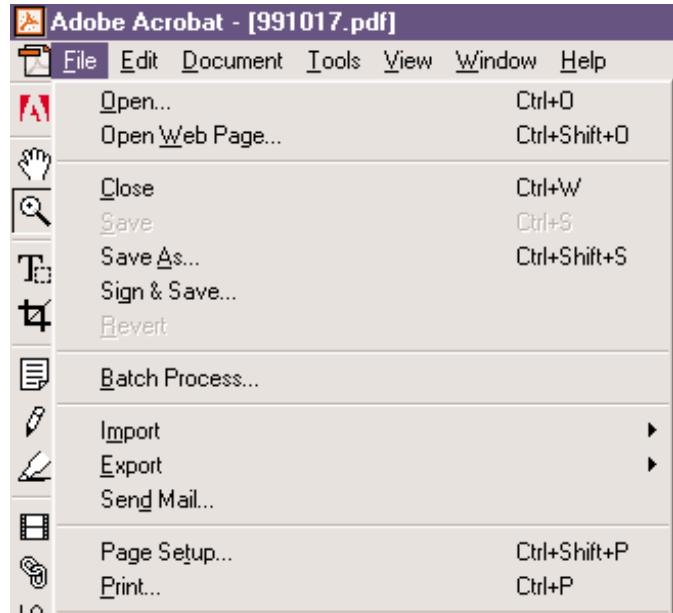 Adobe Acrobat - [991017.pdf]
File Edit Document Tools View Window Help
Open... Ctrl+O
Open Web Page... Ctrl+Shift+O
Close Ctrl+W
Save Ctrl+S
Save As... Ctrl+Shift+S
Sign & Save...
Revert
Batch Process...
Import
Export
Send Mail...
Page Setup... Ctrl+Shift+P
Print... Ctrl+P